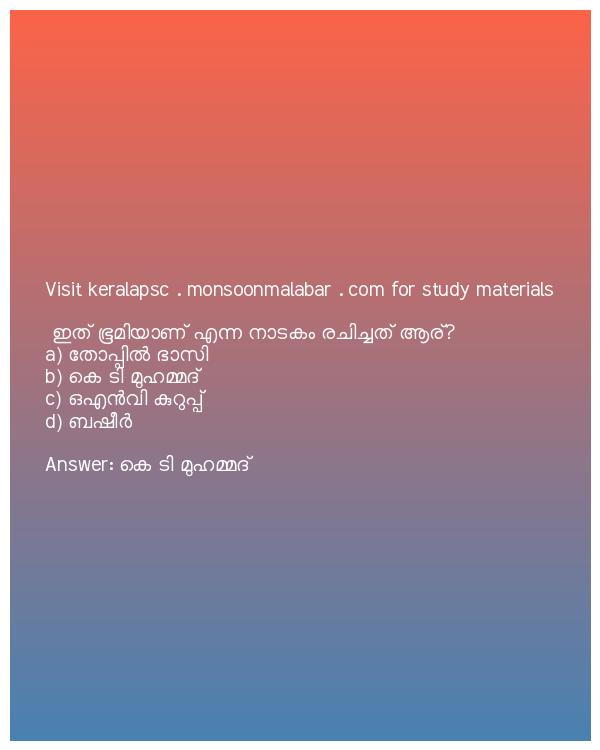 Visit keralapsc . monsoonmalabar . com for study materials
ഇത് ഭൂമിയാണ് എന്ന നാടകം രചിച്ചത് ആര്?
a) തോപ്പിൽ ഭാസി
b) കെ ടി മുഹമ്മദ്
c) ഒഎൻവി കുറുപ്പ്
d) ബഷീർ
Answer: കെ ടി മുഹമ്മദ്